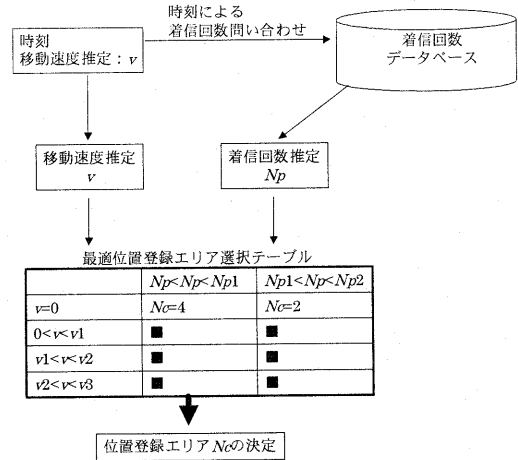 時刻による
着信回数問い合わせ
時刻
移動速度推定：v
着信回数
データベース
移動速度推定
v
着信回数推定
Np
最適位置登録エリア選択テーブル
Np<Np<Np1 Np1<Np<Np2
v=0 Nc=4 Nc=2
0<v<v1 ■ ■
v1<v<v2 ■ ■
v2<v<v3 ■ ■
位置登録エリアNcの決定